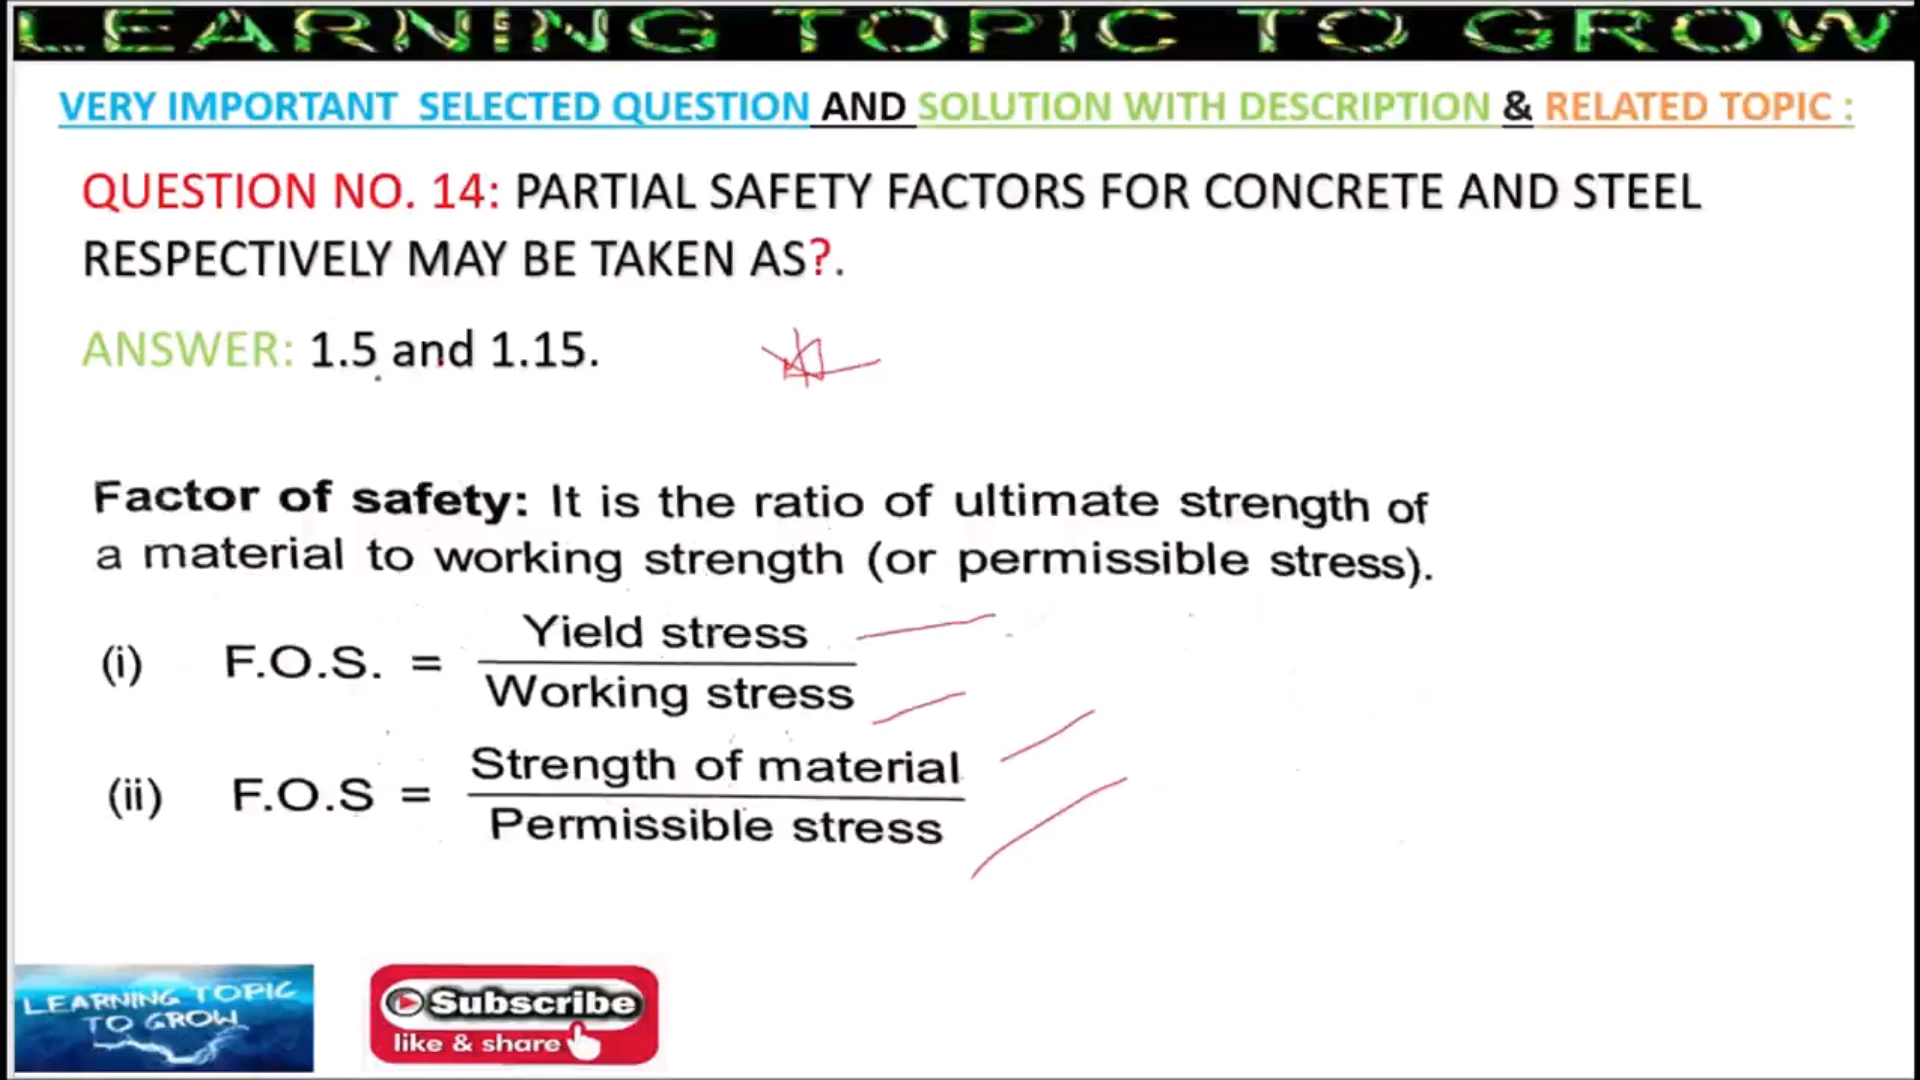 LEARNING TOPIC TO GROW
VERY IMPORTANT SELECTED QUESTION AND SOLUTION WITH DESCRIPTION & RELATED TOPIC :
QUESTION NO. 14: PARTIAL SAFETY FACTORS FOR CONCRETE AND STEEL
RESPECTIVELY MAY BE TAKEN AS?.
ANSWER: 1.5 and 1.15.
Factor of safety: It is the ratio of ultimate strength of
a material to working strength (or permissible stress).
(i) F.O.S. = Yield stress
Working stress
(ii) F.O.S = Strength of material
Permissible stress
LEARNING TOPIC
TO GROW
Subscribe
like & share